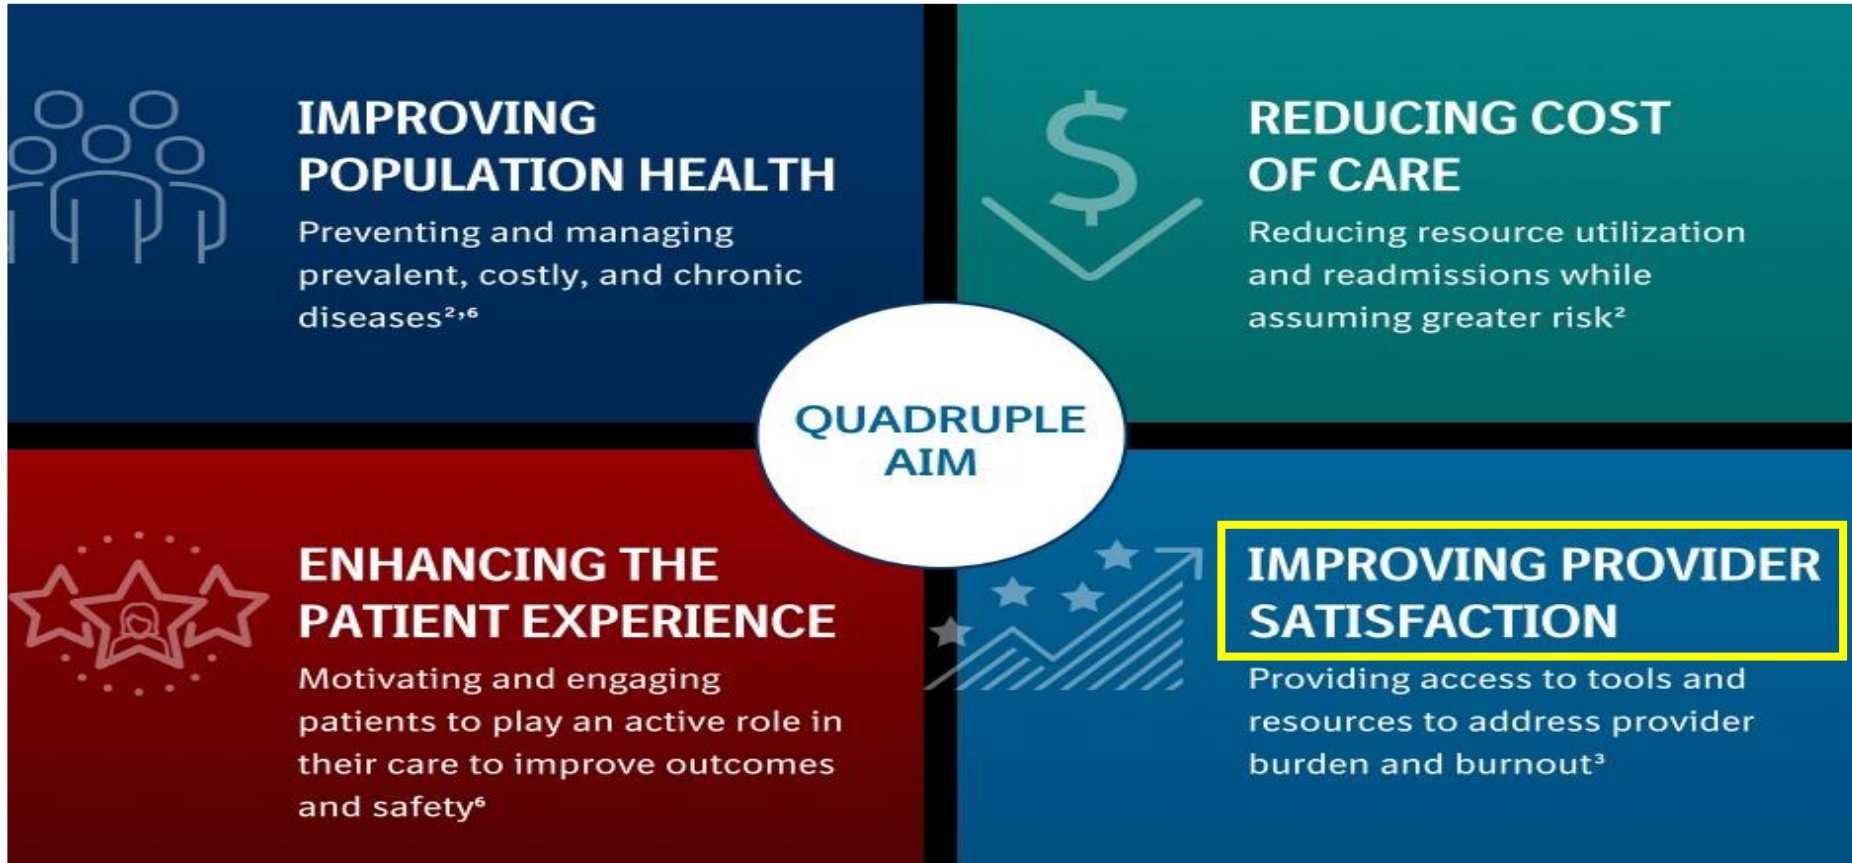 IMPROVING
POPULATION HEALTH
Preventing and managing
prevalent, costly, and chronic
diseases²,⁶
REDUCING COST
OF CARE
Reducing resource utilization
and readmissions while
assuming greater risk²
QUADRUPLE
AIM
ENHANCING THE
PATIENT EXPERIENCE
Motivating and engaging
patients to play an active role in
their care to improve outcomes
and safety⁶
IMPROVING PROVIDER
SATISFACTION
Providing access to tools and
resources to address provider
burden and burnout³